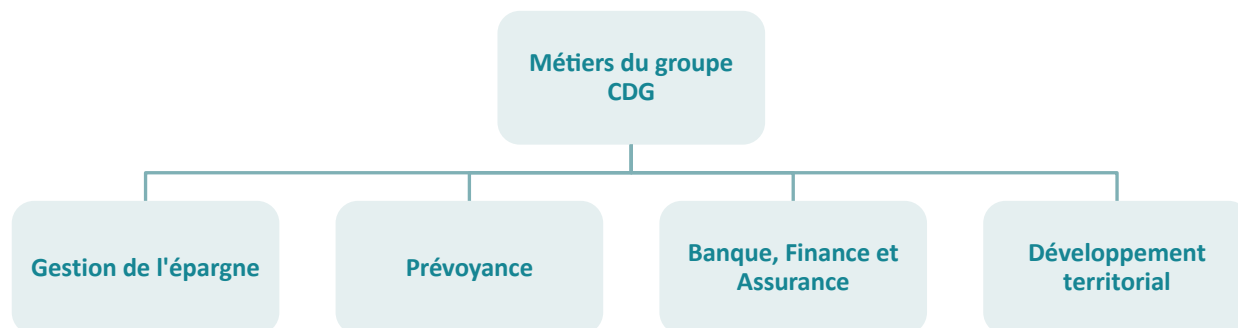 Métiers du groupe
CDG
Gestion de l'épargne
Prévoyance
Banque, Finance et
Assurance
Développement
territorial